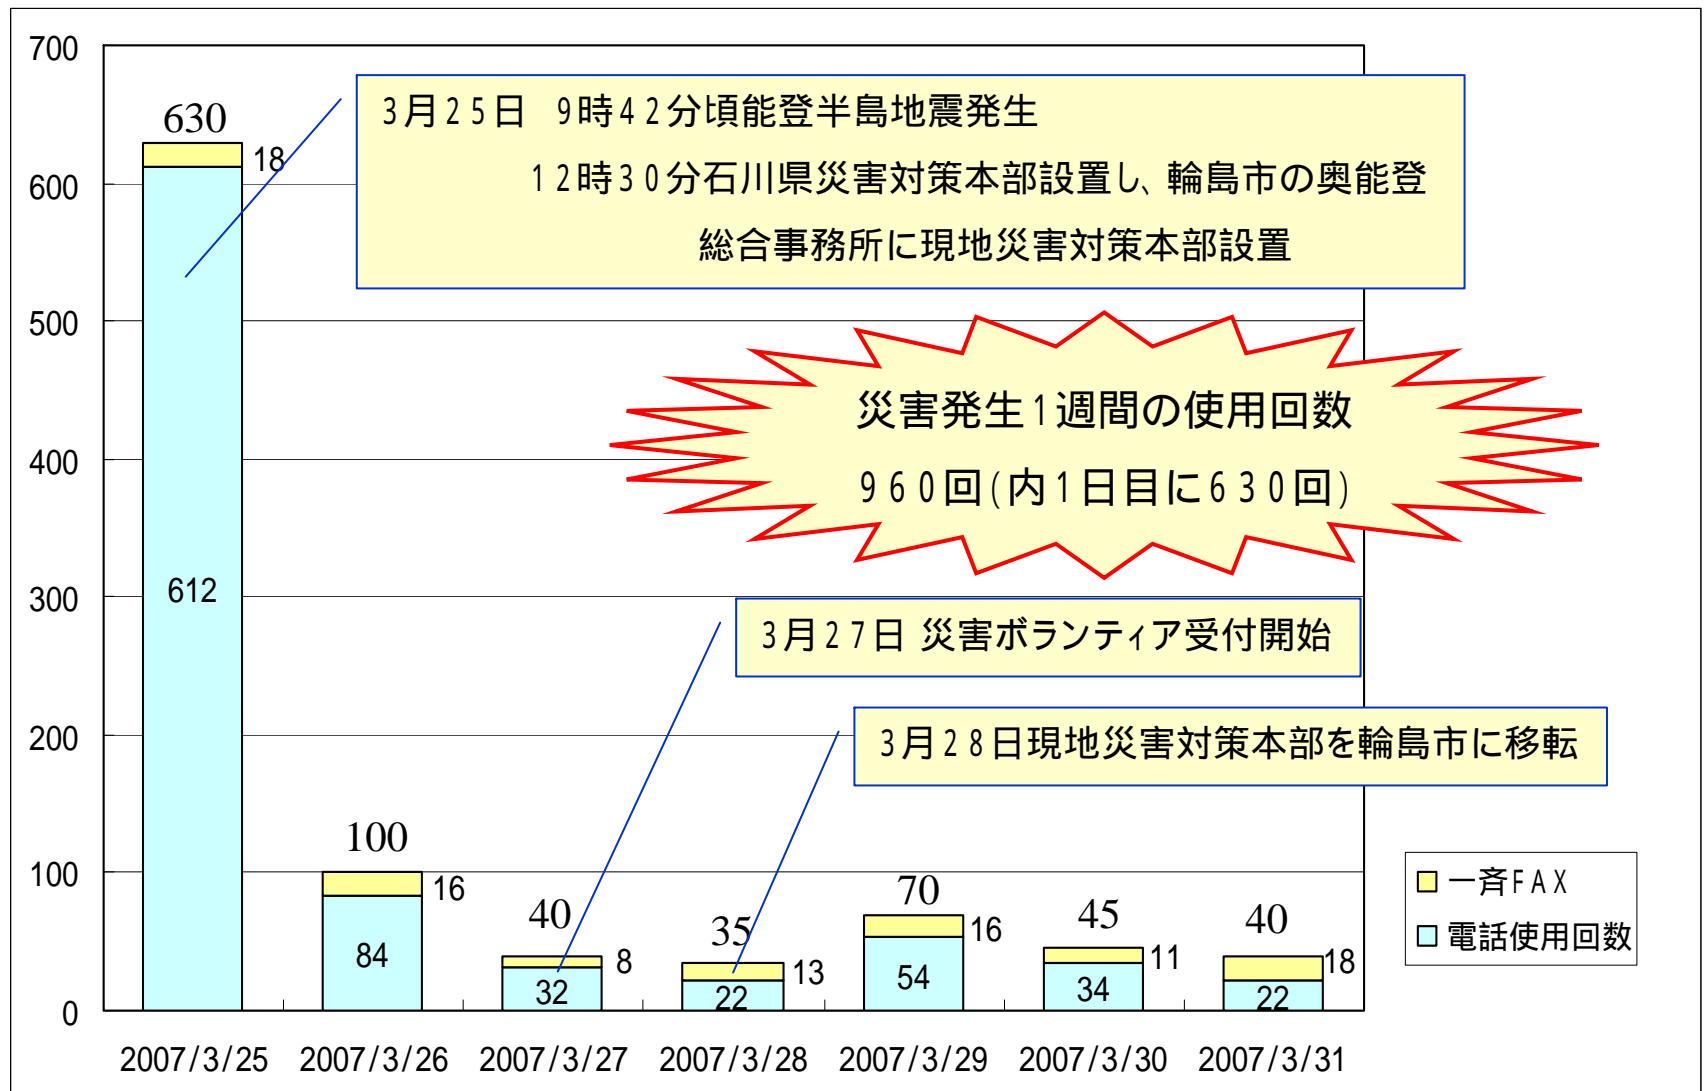 700
600
500
400
300
200
100
0
3月25日 9時42分頃能登半島地震発生
12時30分石川県災害対策本部設置し、輪島市の奥能登
総合事務所に現地災害対策本部設置
災害発生1週間の使用回数
960回(内1日目に630回)
3月27日 災害ボランティア受付開始
3月28日現地災害対策本部を輪島市に移転
630
18
612
100
16
84
40
8
32
35
13
22
70
16
54
45
11
34
40
18
22
2007/3/25 2007/3/26 2007/3/27 2007/3/28 2007/3/29 2007/3/30 2007/3/31
一斉FAX
電話使用回数